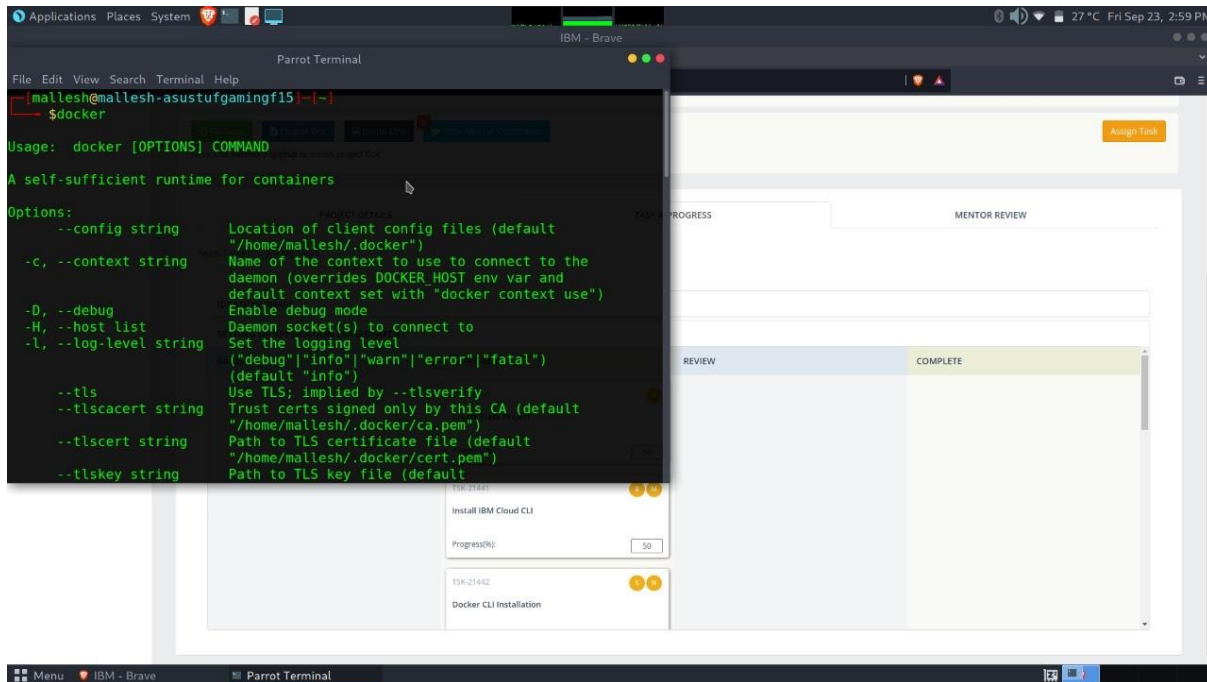 Applications Places System
27 °C Fri Sep 23, 2:59 PM
IBM - Brave
Parrot Terminal
File Edit View Search Terminal Help
[mallesh@mallesh-asustufgamingf15]-[~]
$docker
Usage: docker [OPTIONS] COMMAND
A self-sufficient runtime for containers
Options:
--config string Location of client config files (default
"/home/mallesh/.docker")
-c, --context string Name of the context to use to connect to the
daemon (overrides DOCKER_HOST env var and
default context set with "docker context use")
-D, --debug Enable debug mode
-H, --host list Daemon socket(s) to connect to
-l, --log-level string Set the logging level
("debug"|"info"|"warn"|"error"|"fatal")
(default "info")
--tls Use TLS; implied by --tlsverify
--tlscacert string Trust certs signed only by this CA (default
"/home/mallesh/.docker/ca.pem")
--tlscert string Path to TLS certificate file (default
"/home/mallesh/.docker/cert.pem")
--tlskey string Path to TLS key file (default
Assign Task
PROJECT DETAILS
PROGRESS
MENTOR REVIEW
REVIEW
COMPLETE
TSK-21441
Install IBM Cloud CLI
Progress(%):
50
TSK-21442
Docker CLI Installation
Menu
IBM - Brave
Parrot Terminal